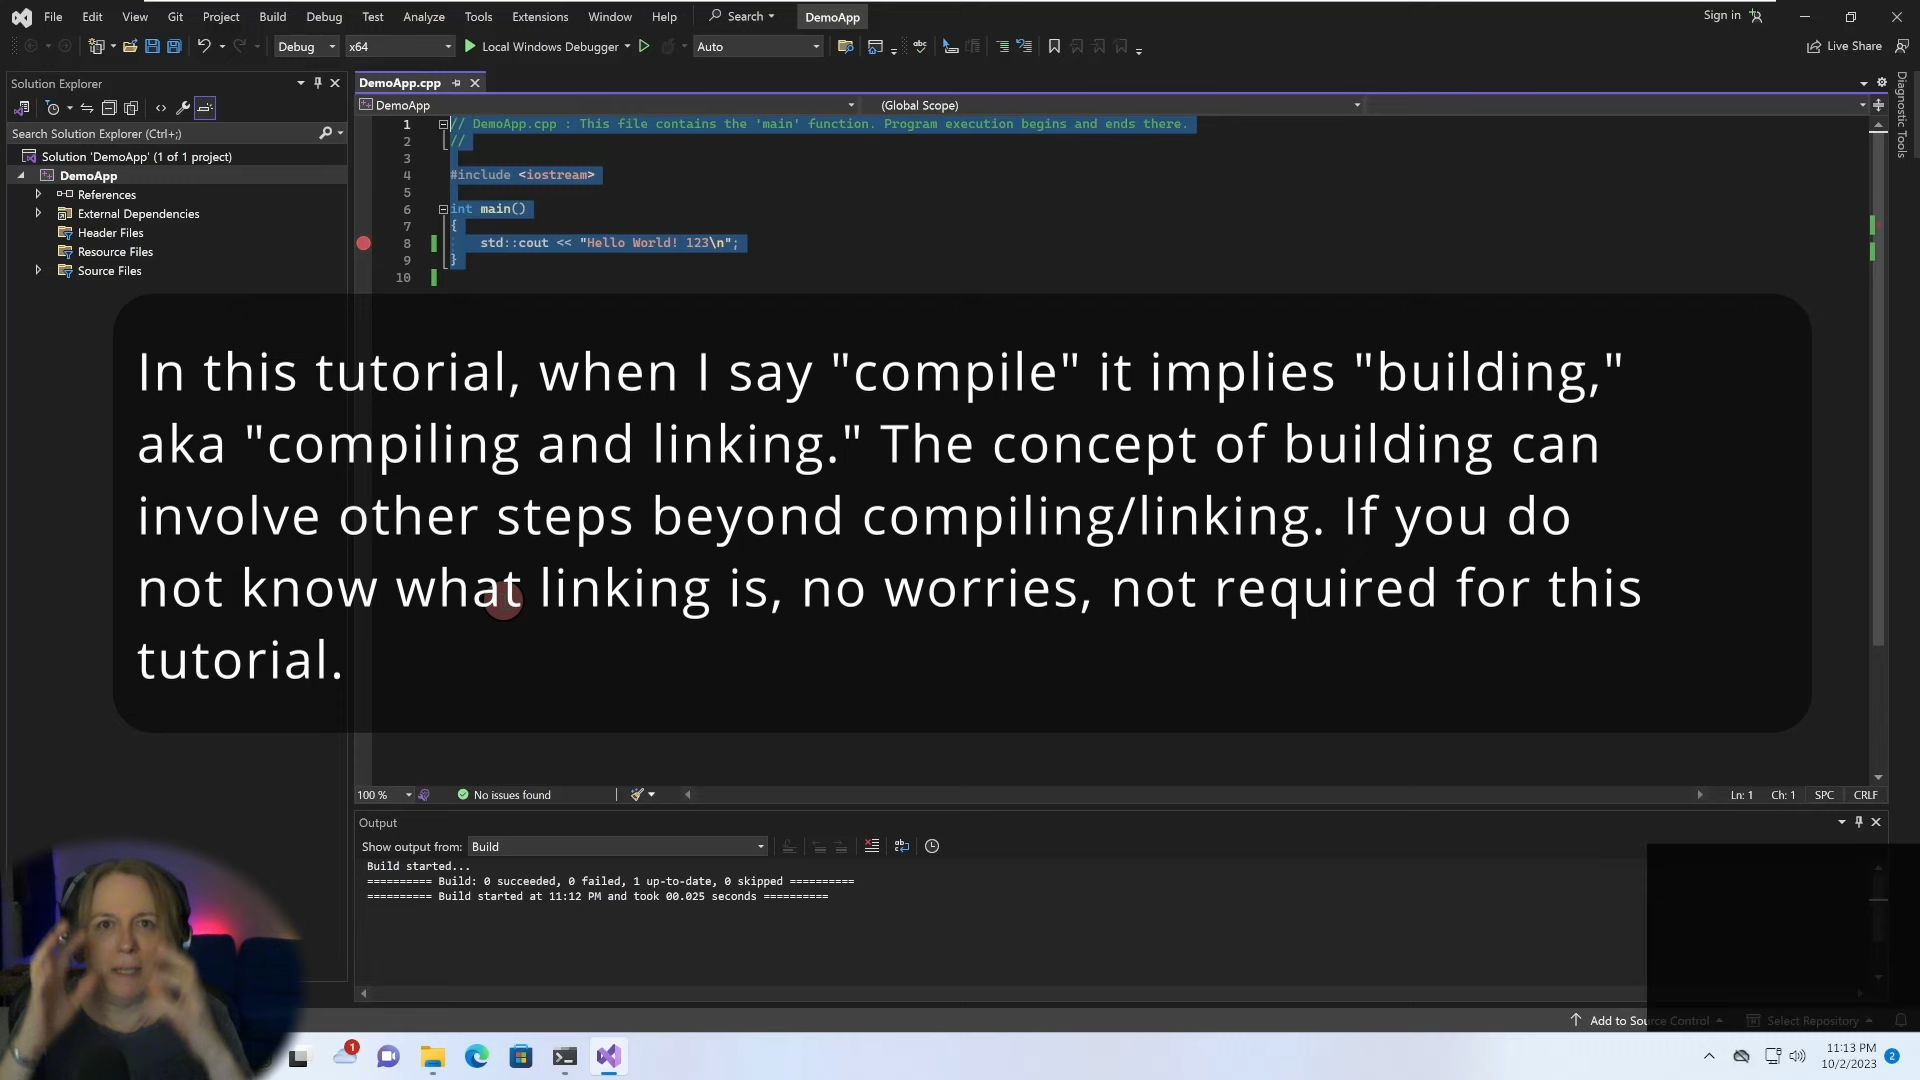 File Edit View Git Project Build Debug Test Analyze Tools Extensions Window Help Search DemoApp Sign in
Debug x64 Local Windows Debugger Auto Live Share
Solution Explorer
Search Solution Explorer (Ctrl+;)
Solution 'DemoApp' (1 of 1 project)
DemoApp
References
External Dependencies
Header Files
Resource Files
Source Files
DemoApp.cpp
DemoApp (Global Scope)
Diagnostic Tools
1 // DemoApp.cpp : This file contains the 'main' function. Program execution begins and ends there.
2 //
3
4 #include <iostream>
5
6 int main()
7 {
8 std::cout << "Hello World! 123\n";
9 }
10
In this tutorial, when I say "compile" it implies "building,"
aka "compiling and linking." The concept of building can
involve other steps beyond compiling/linking. If you do
not know what linking is, no worries, not required for this
tutorial.
100 % No issues found Ln: 1 Ch: 1 SPC CRLF
Output
Show output from: Build
Build started...
========== Build: 0 succeeded, 0 failed, 1 up-to-date, 0 skipped ==========
========== Build started at 11:12 PM and took 00.025 seconds ==========
Add to Source Control Select Repository
1
11:13 PM
10/2/2023
2